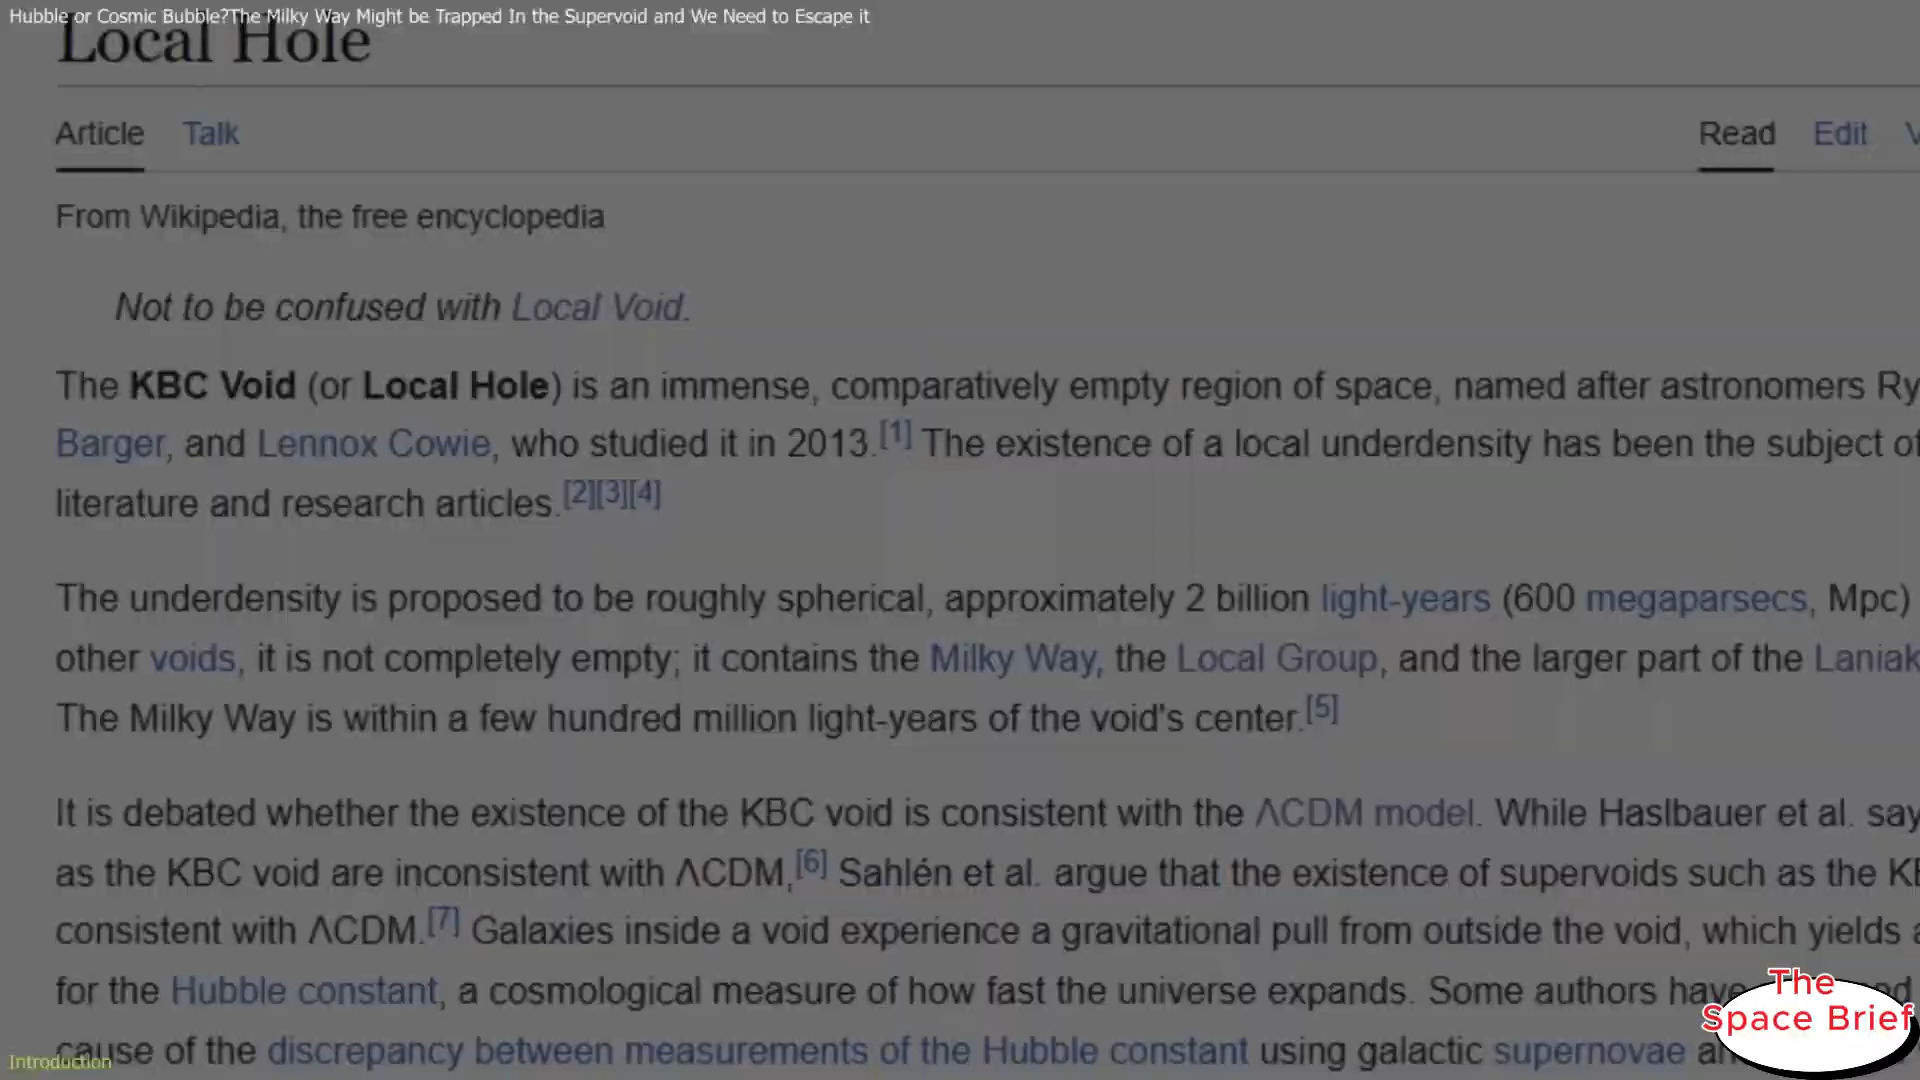 Hubble or Cosmic Bubble?The Milky Way Might be Trapped In the Supervoid and We Need to Escape it
Local Hole
Article Talk Read Edit
From Wikipedia, the free encyclopedia
Not to be confused with Local Void.
The KBC Void (or Local Hole) is an immense, comparatively empty region of space, named after astronomers Ry
Barger, and Lennox Cowie, who studied it in 2013.[1] The existence of a local underdensity has been the subject of
literature and research articles.[2][3][4]
The underdensity is proposed to be roughly spherical, approximately 2 billion light-years (600 megaparsecs, Mpc)
other voids, it is not completely empty; it contains the Milky Way, the Local Group, and the larger part of the Laniak
The Milky Way is within a few hundred million light-years of the void's center.[5]
It is debated whether the existence of the KBC void is consistent with the ΛCDM model. While Haslbauer et al. say
as the KBC void are inconsistent with ΛCDM,[6] Sahlén et al. argue that the existence of supervoids such as the KB
consistent with ΛCDM.[7] Galaxies inside a void experience a gravitational pull from outside the void, which yields a
for the Hubble constant, a cosmological measure of how fast the universe expands. Some authors have
cause of the discrepancy between measurements of the Hubble constant using galactic supernovae
The
Space Brief
Introduction